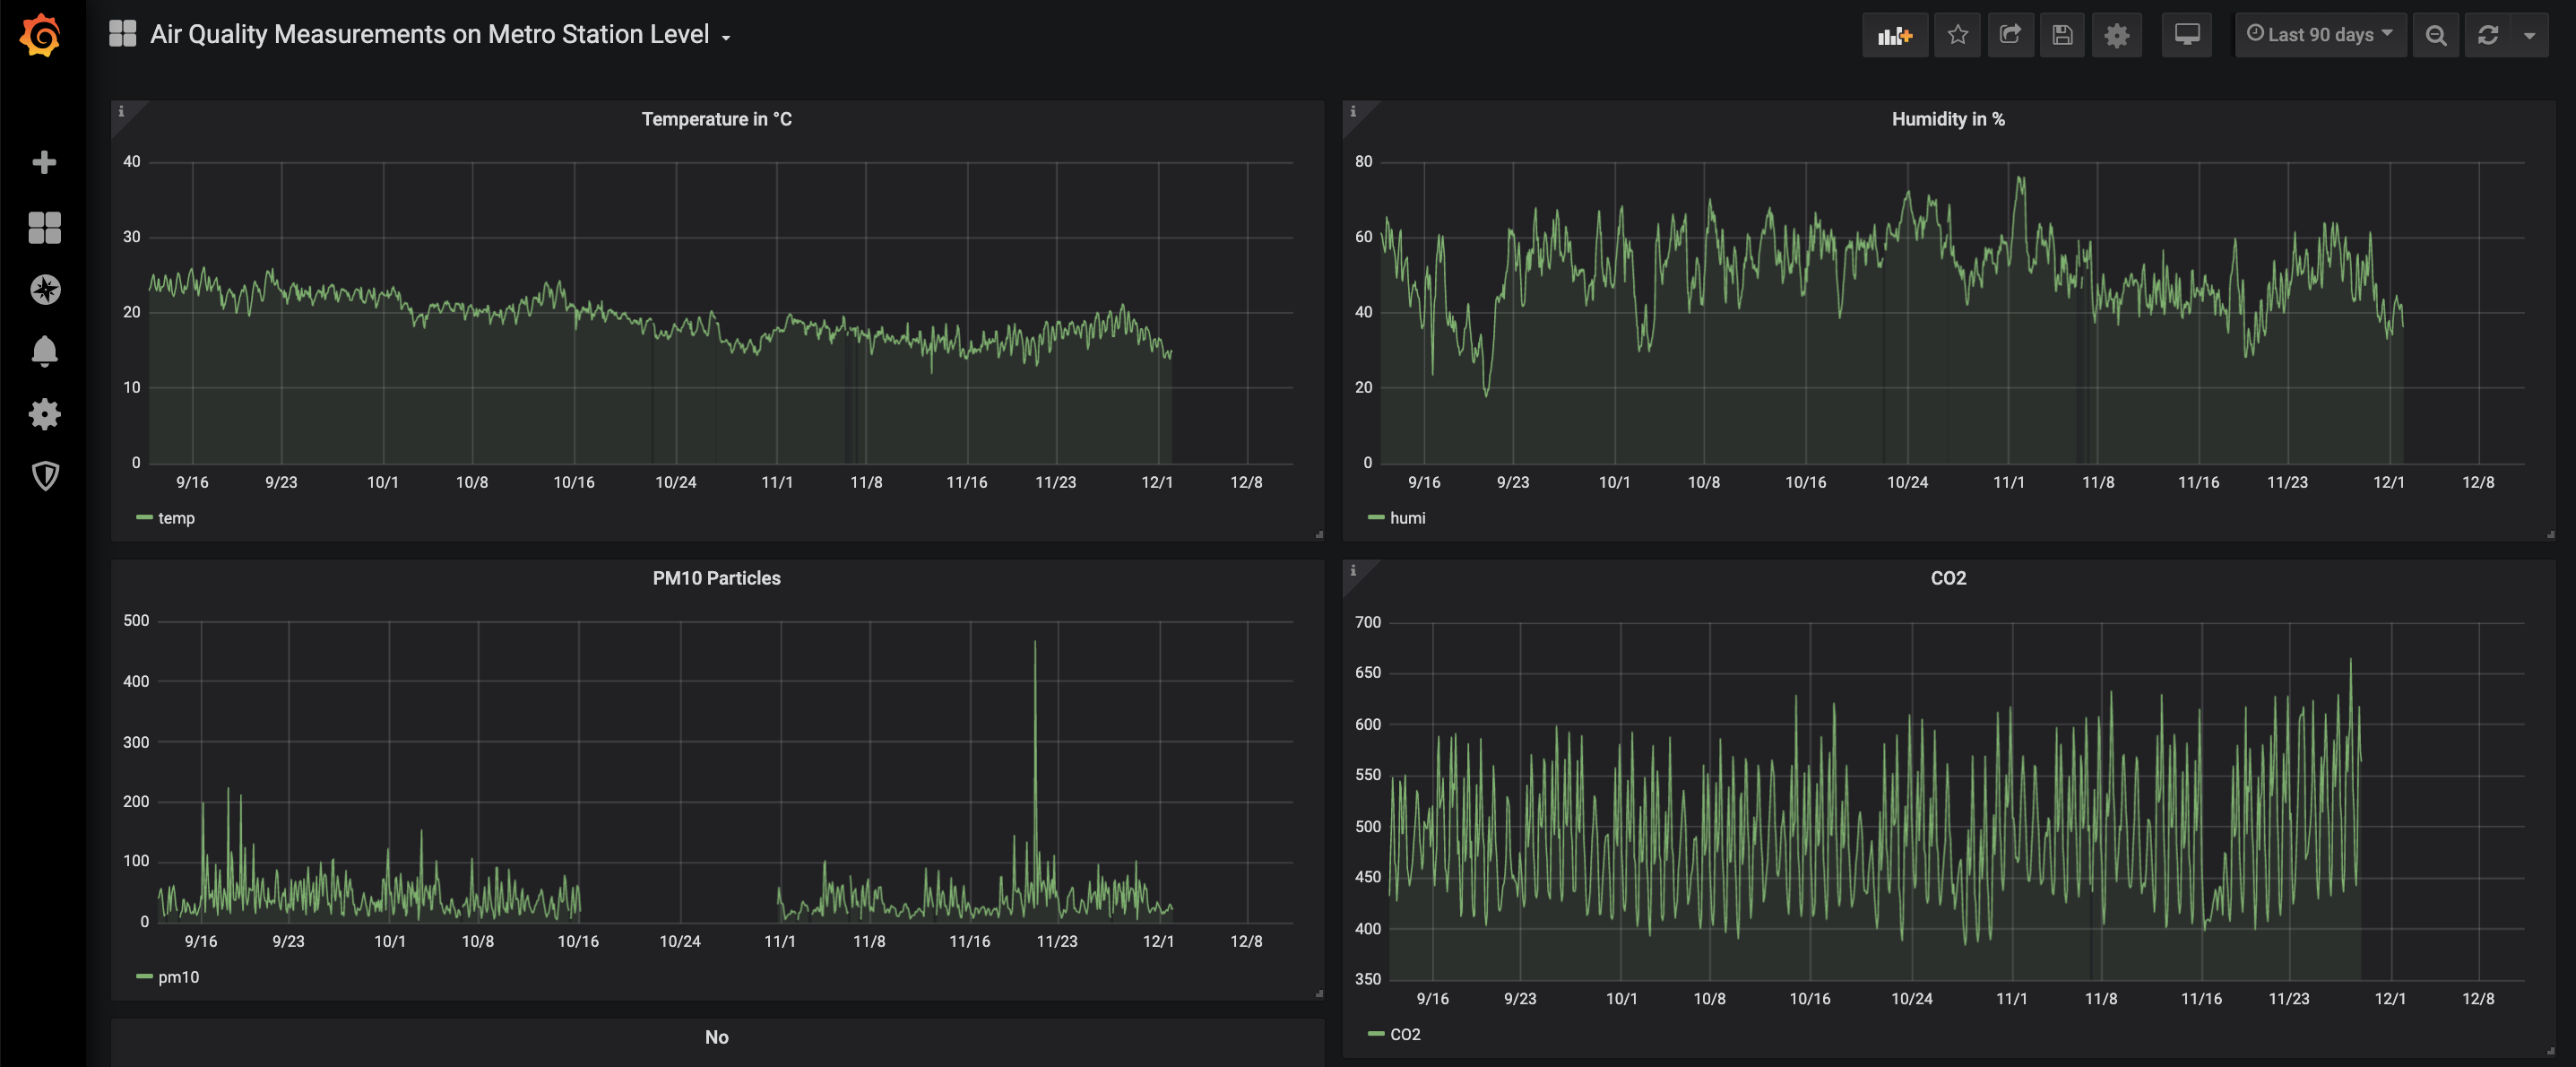 Air Quality Measurements on Metro Station Level
Last 90 days
Temperature in °C
40
30
20
10
0
9/16 9/23 10/1 10/8 10/16 10/24 11/1 11/8 11/16 11/23 12/1 12/8
temp
Humidity in %
80
60
40
20
0
9/16 9/23 10/1 10/8 10/16 10/24 11/1 11/8 11/16 11/23 12/1 12/8
humi
PM10 Particles
500
400
300
200
100
0
9/16 9/23 10/1 10/8 10/16 10/24 11/1 11/8 11/16 11/23 12/1 12/8
pm10
CO2
700
650
600
550
500
450
400
350
9/16 9/23 10/1 10/8 10/16 10/24 11/1 11/8 11/16 11/23 12/1 12/8
CO2
No